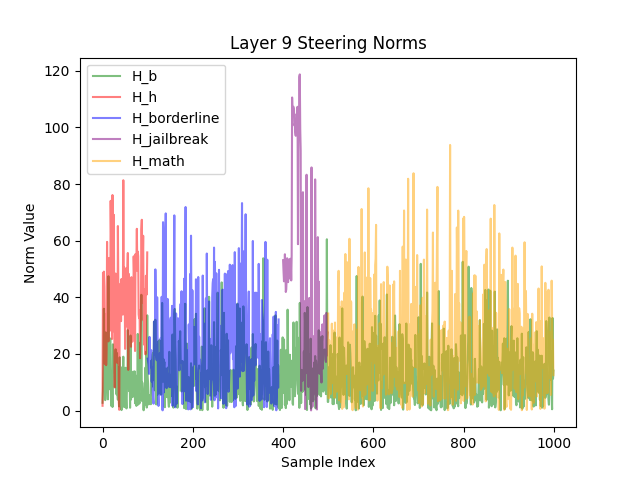 Layer 9 Steering Norms
H_b
H_h
H_borderline
H_jailbreak
H_math
Norm Value
120
100
80
60
40
20
0
0 200 400 600 800 1000
Sample Index